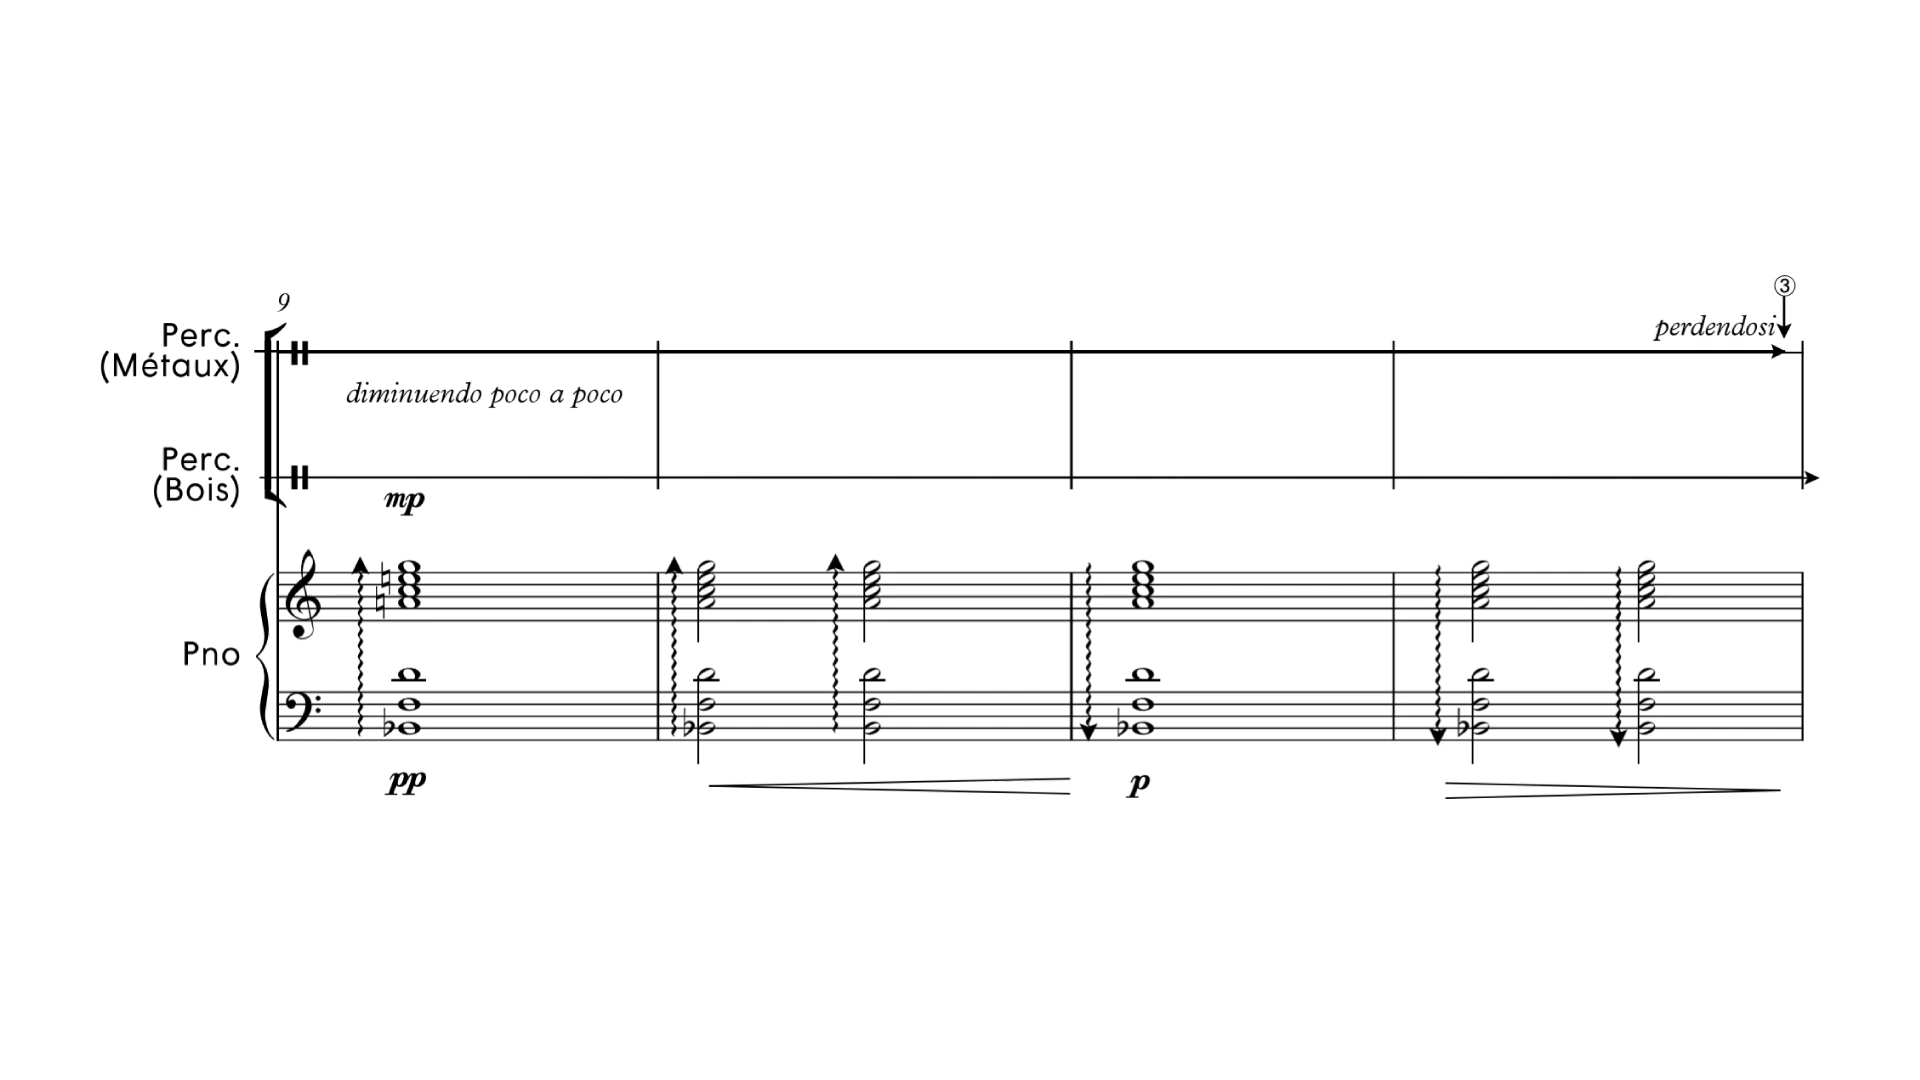 ③
9
perdendosi
Perc.
(Métaux)
diminuendo poco a poco
Perc.
(Bois)
mp
Pno
pp
p